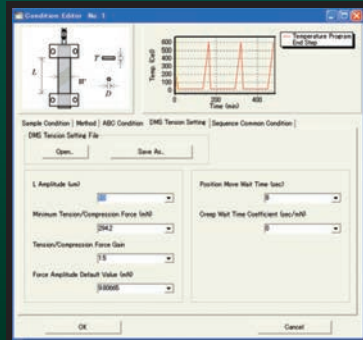 Condition Editor No. 1
L
W
T
D
Temp. (Cel)
600
500
400
300
200
100
0
0
200
400
Time (min)
Temperature Program
End Step
Sample Condition
Method
ABC Condition
DMS Tension Setting
Sequence Common Condition
DMS Tension Setting File
Open..
Save As..
L Amplitude (um)
Position Move Wait Time (sec)
Minimum Tension/Compression Force (mN)
294.2
Creep Wait Time Coefficient (sec/mN)
Tension/Compression Force Gain
1.5
Force Amplitude Default Value (mN)
9.80665
OK
Cancel